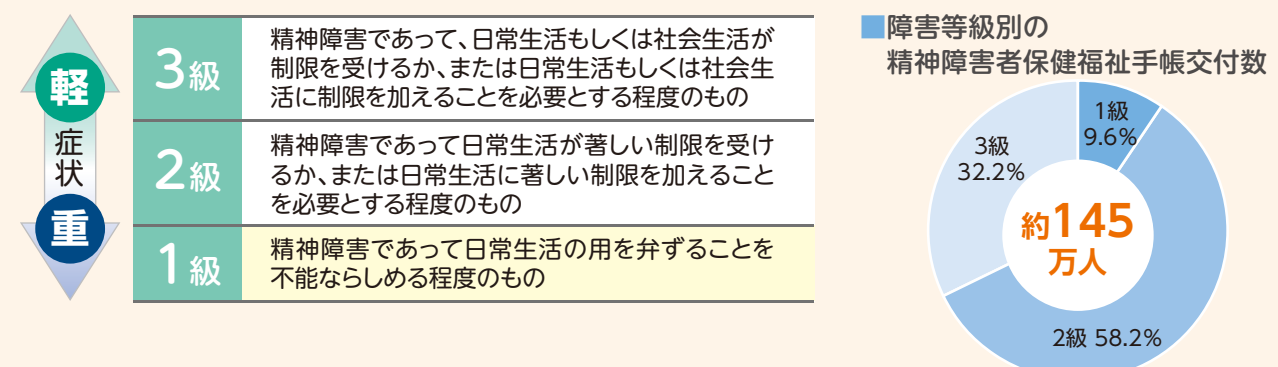 軽
症状
重
3級
精神障害であって、日常生活もしくは社会生活が
制限を受けるか、または日常生活もしくは社会生
活に制限を加えることを必要とする程度のもの
2級
精神障害であって日常生活が著しい制限を受け
るか、または日常生活に著しい制限を加えること
を必要とする程度のもの
1級
精神障害であって日常生活の用を弁ずることを
不能ならしめる程度のもの
■障害等級別の
精神障害者保健福祉手帳交付数
1級
9.6%
3級
32.2%
約145
万人
2級 58.2%